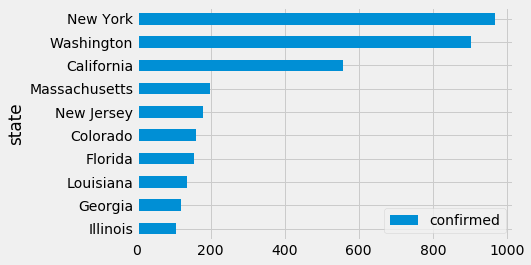 New York
Washington
California
Massachusetts
New Jersey
Colorado
Florida
Louisiana
Georgia
Illinois
state
confirmed
0 200 400 600 800 1000